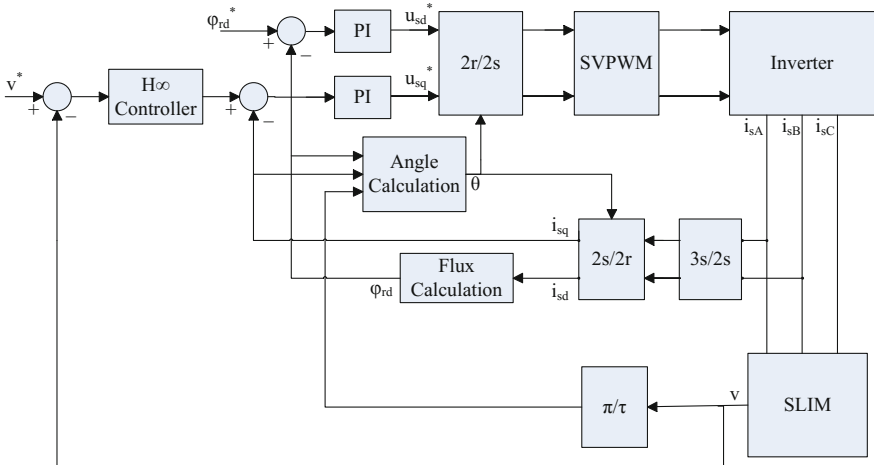 φrd*
+
−
PI
usd*
2r/2s
SVPWM
Inverter
v*
+
−
H∞
Controller
+
−
PI
usq*
isA
isB
isC
Angle
Calculation
θ
isq
2s/2r
3s/2s
Flux
Calculation
φrd
isd
π/τ
v
SLIM